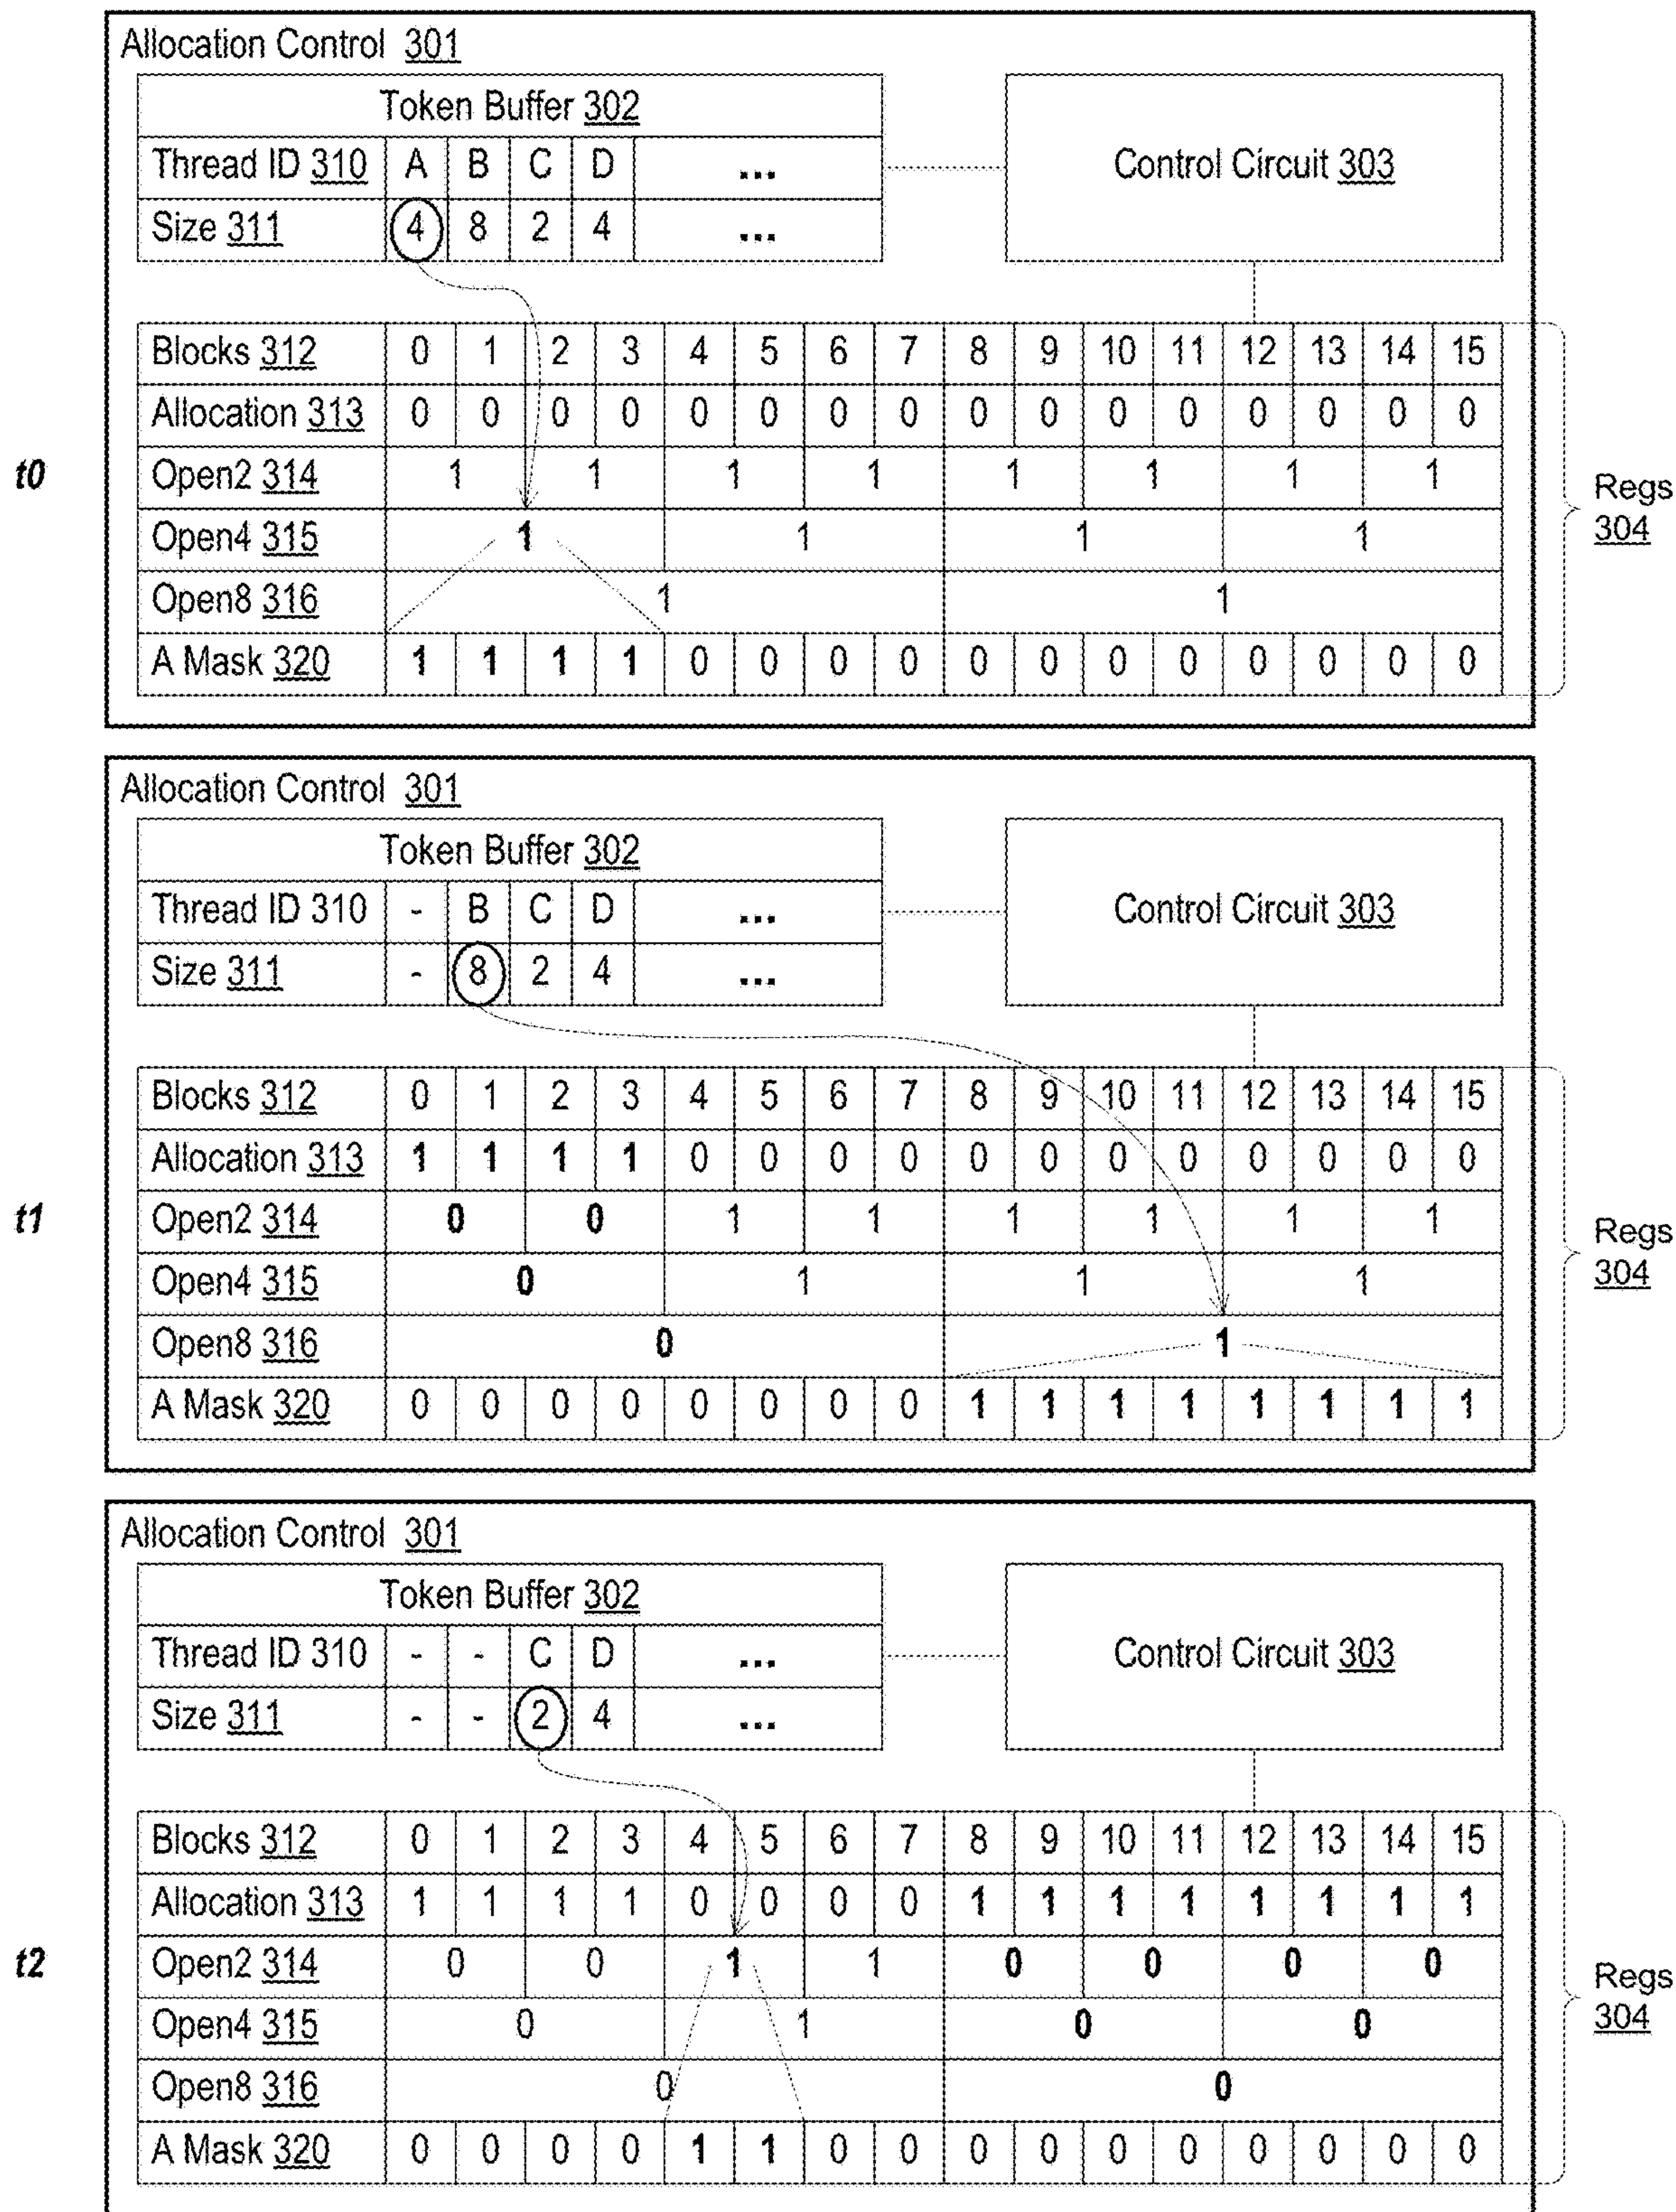 Allocation Control 301
Token Buffer 302
Thread ID 310 A B C D ...
Size 311 4 8 2 4 ...
Control Circuit 303
Blocks 312 0 1 2 3 4 5 6 7 8 9 10 11 12 13 14 15
Allocation 313 0 0 0 0 0 0 0 0 0 0 0 0 0 0 0 0
Open2 314 1 1 1 1 1 1 1 1
Open4 315 1 1 1 1
Open8 316 1 1
A Mask 320 1 1 1 1 0 0 0 0 0 0 0 0 0 0 0 0
t0
Regs
304
Allocation Control 301
Token Buffer 302
Thread ID 310 - B C D ...
Size 311 - 8 2 4 ...
Control Circuit 303
Blocks 312 0 1 2 3 4 5 6 7 8 9 10 11 12 13 14 15
Allocation 313 1 1 1 1 0 0 0 0 0 0 0 0 0 0 0 0
Open2 314 0 0 1 1 1 1 1 1
Open4 315 0 1 1 1
Open8 316 0 1
A Mask 320 0 0 0 0 0 0 0 0 1 1 1 1 1 1 1 1
t1
Regs
304
Allocation Control 301
Token Buffer 302
Thread ID 310 - - C D ...
Size 311 - - 2 4 ...
Control Circuit 303
Blocks 312 0 1 2 3 4 5 6 7 8 9 10 11 12 13 14 15
Allocation 313 1 1 1 1 0 0 0 0 1 1 1 1 1 1 1 1
Open2 314 0 0 1 1 0 0 0 0
Open4 315 0 1 0 0
Open8 316 0 0
A Mask 320 0 0 0 0 1 1 0 0 0 0 0 0 0 0 0 0
t2
Regs
304